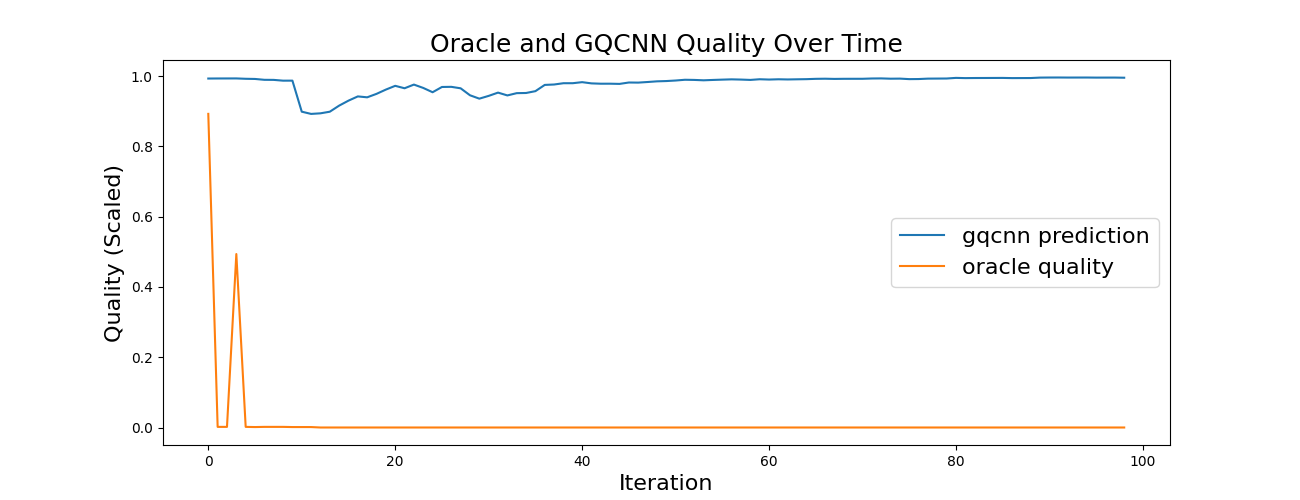 Oracle and GQCNN Quality Over Time
Quality (Scaled)
1.0
0.8
0.6
0.4
0.2
0.0
gqcnn prediction
oracle quality
0 20 40 60 80 100
Iteration